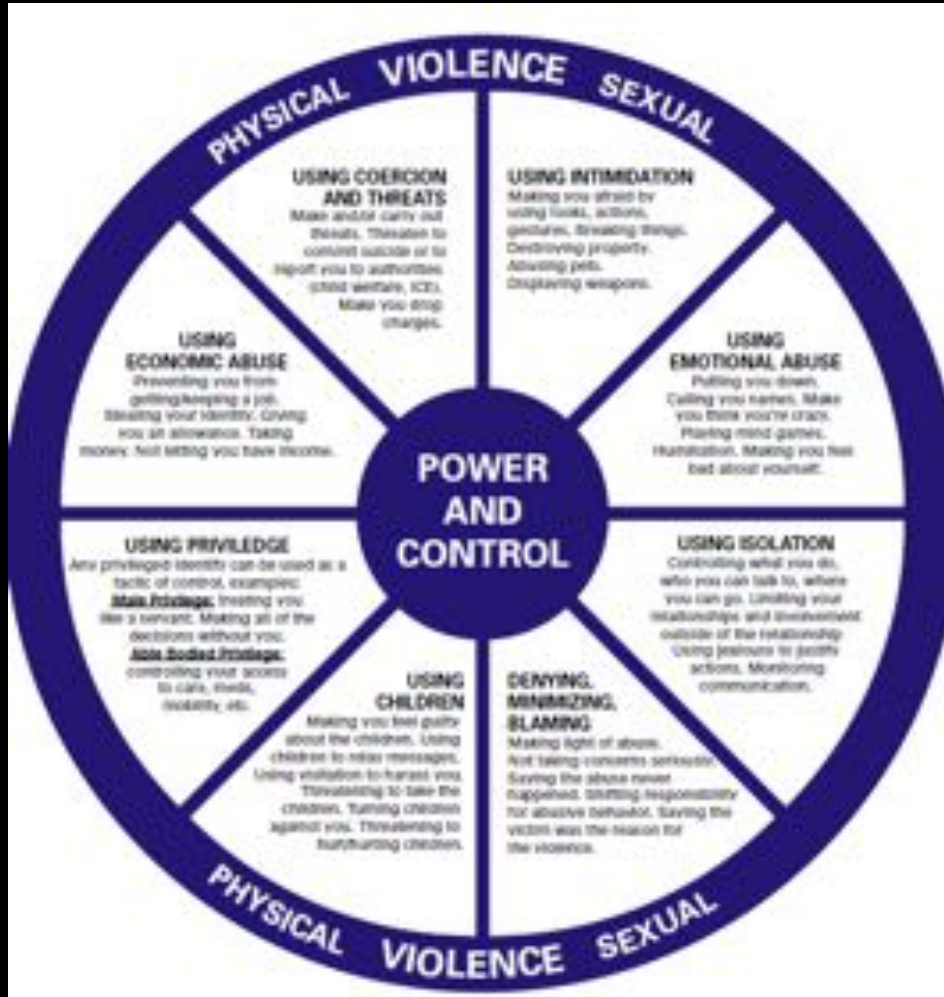 PHYSICAL VIOLENCE SEXUAL
USING COERCION
AND THREATS
Make and/or carry out
threats. Threaten to
commit suicide or to
report you to authorities
(child welfare, ICE).
Make you drop
charges.
USING INTIMIDATION
Making you afraid by
using looks, actions,
gestures. Breaking things.
Destroying property.
Abusing pets.
Displaying weapons.
USING
EMOTIONAL ABUSE
Putting you down.
Calling you names. Make
you think you're crazy.
Playing mind games.
Humiliation. Making you feel
bad about yourself.
USING ISOLATION
Controlling what you do,
who you can talk to, where
you can go. Limiting your
relationships and involvement
outside of the relationship
Using to justify
actions. Monitoring
communication.
DENYING,
MINIMIZING,
BLAMING
Making light of abuse.
Not taking concerns seriously.
Saying the abuse never
happened. Shifting responsibility
for abusive behavior. Saying the
victim was the reason for
the violence.
USING
CHILDREN
Making you feel guilty
about the children. Using
children to relay messages.
Using visitation to harass you.
Threatening to take the
children. Turning children
against you. Threatening to
hurt/hurting children.
USING PRIVILEDGE
Any privileged identity can be used as a
tactic of control, examples:
Male Privilege: treating you
like a servant. Making all of the
decisions without you.
Able Bodied Privilege:
controlling your access
to care, meds,
mobility, etc.
USING
ECONOMIC ABUSE
Preventing you from
getting/keeping a job.
Stealing your identity. Giving
you an allowance. Taking
money. Not letting you have income.
POWER
AND
CONTROL
PHYSICAL VIOLENCE SEXUAL